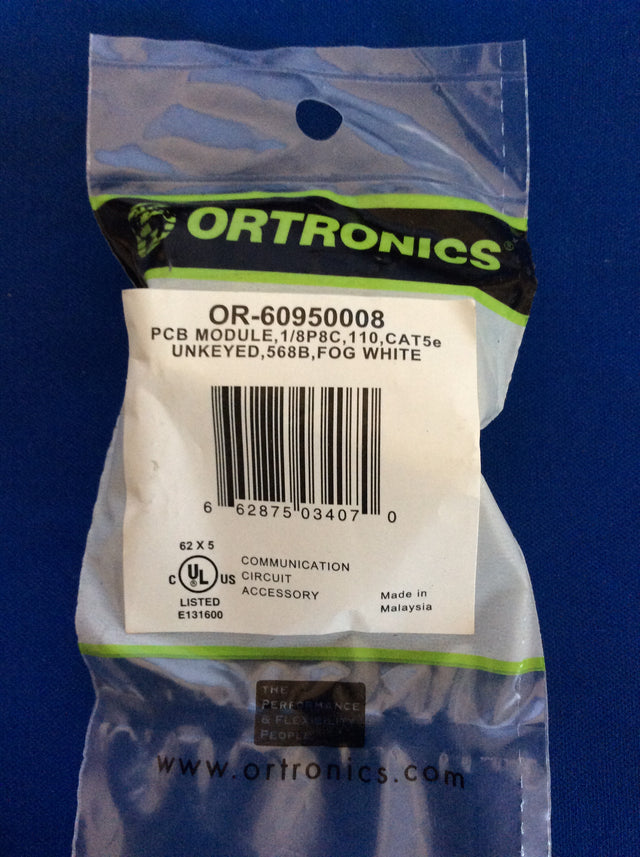 ORTRONICS®
OR-60950008
PCB MODULE,1/8P8C,110,CAT5e
UNKEYED,568B,FOG WHITE
6 62875 03407 0
62 X 5
C UL® US
LISTED
E131600
COMMUNICATION
CIRCUIT
ACCESSORY
Made in
Malaysia
THE
PERFORMANCE
& FLEXIBILITY
PEOPLE
www.ortronics.com